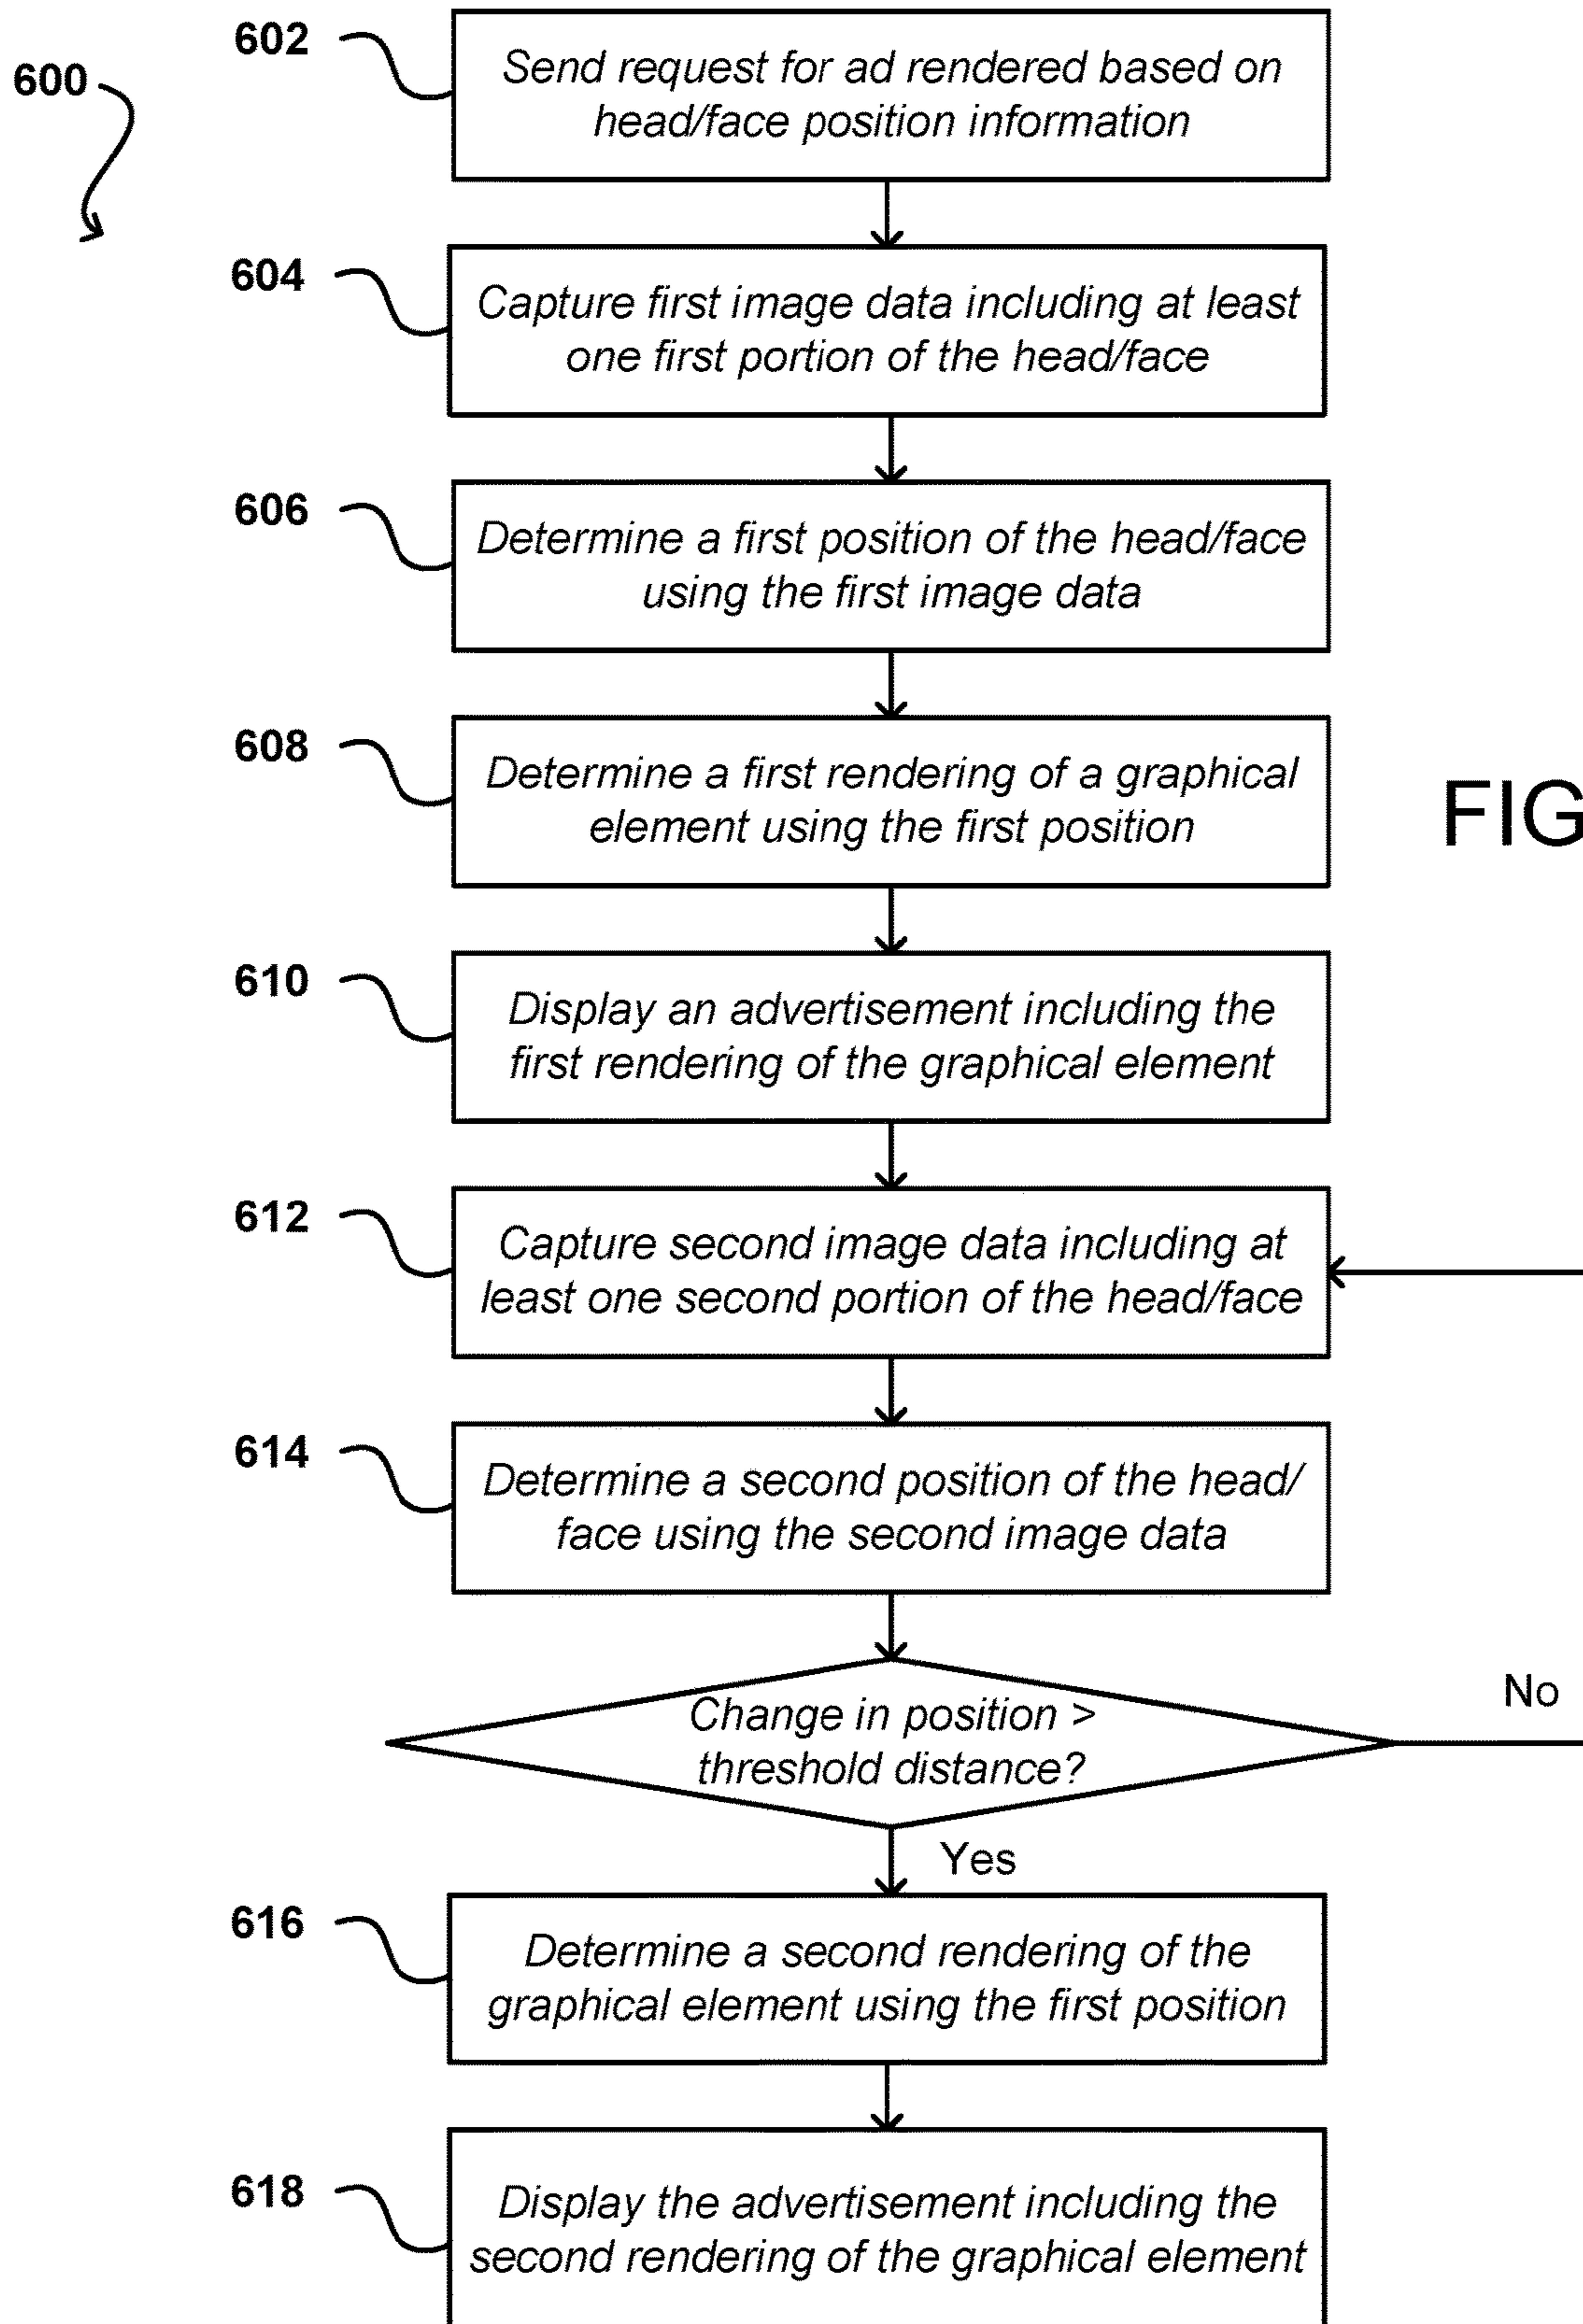 600
602
Send request for ad rendered based on
head/face position information
604
Capture first image data including at least
one first portion of the head/face
606
Determine a first position of the head/face
using the first image data
608
Determine a first rendering of a graphical
element using the first position
FIG
610
Display an advertisement including the
first rendering of the graphical element
612
Capture second image data including at
least one second portion of the head/face
614
Determine a second position of the head/
face using the second image data
Change in position >
threshold distance?
No
Yes
616
Determine a second rendering of the
graphical element using the first position
618
Display the advertisement including the
second rendering of the graphical element